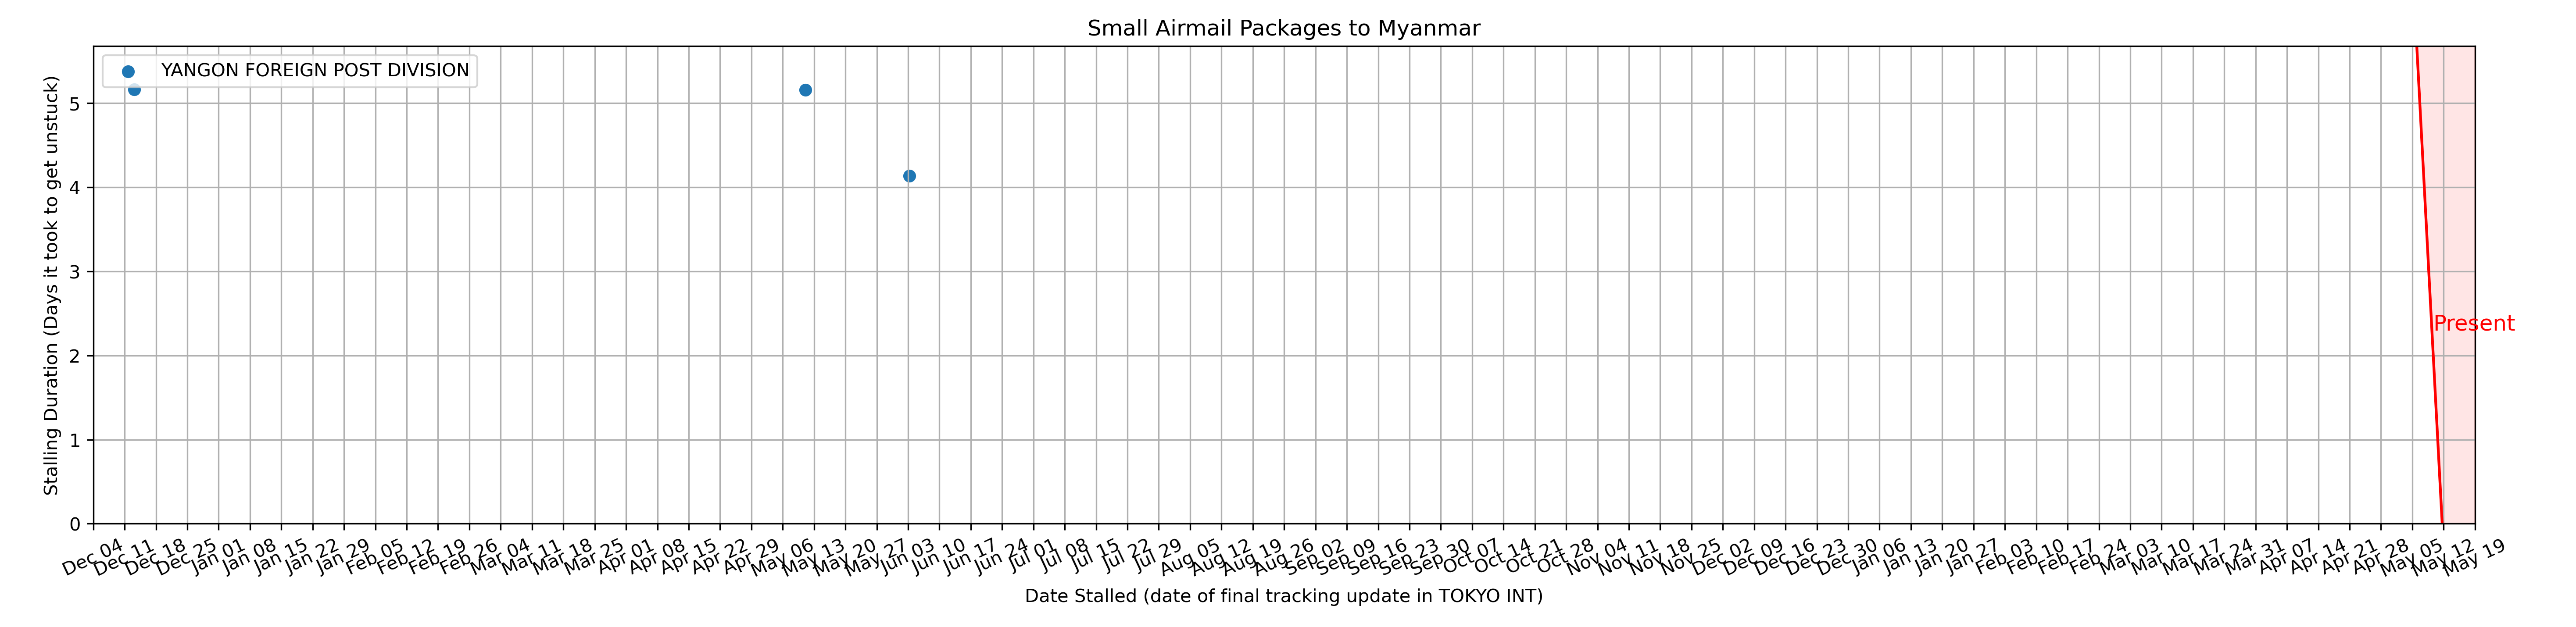 Small Airmail Packages to Myanmar
YANGON FOREIGN POST DIVISION
Stalling Duration (Days it took to get unstuck)
5
4
3
2
1
0
Present
Dec 04
Dec 11
Dec 18
Dec 25
Jan 01
Jan 08
Jan 15
Jan 22
Jan 29
Feb 05
Feb 12
Feb 19
Feb 26
Mar 04
Mar 11
Mar 18
Mar 25
Apr 01
Apr 08
Apr 15
Apr 22
Apr 29
May 06
May 13
May 20
May 27
Jun 03
Jun 10
Jun 17
Jun 24
Jul 01
Jul 08
Jul 15
Jul 22
Jul 29
Aug 05
Aug 12
Aug 19
Aug 26
Sep 02
Sep 09
Sep 16
Sep 23
Sep 30
Oct 07
Oct 14
Oct 21
Oct 28
Nov 04
Nov 11
Nov 18
Nov 25
Dec 02
Dec 09
Dec 16
Dec 23
Dec 30
Jan 06
Jan 13
Jan 20
Jan 27
Feb 03
Feb 10
Feb 17
Feb 24
Mar 03
Mar 10
Mar 17
Mar 24
Mar 31
Apr 07
Apr 14
Apr 21
Apr 28
May 05
May 12
May 19
Date Stalled (date of final tracking update in TOKYO INT)